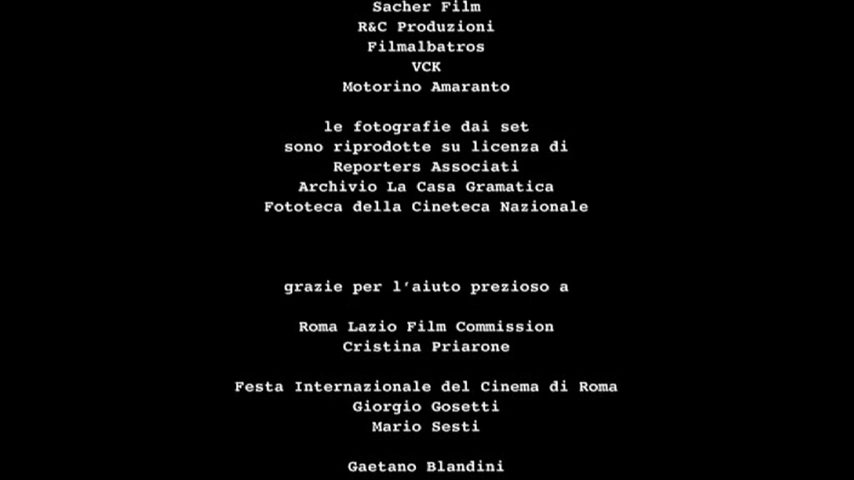 Sacher Film
R&C Produzioni
Filmalbatros
VCK
Motorino Amaranto
le fotografie dai set
sono riprodotte su licenza di
Reporters Associati
Archivio La Casa Gramatica
Fototeca della Cineteca Nazionale
grazie per l'aiuto prezioso a
Roma Lazio Film Commission
Cristina Priarone
Festa Internazionale del Cinema di Roma
Giorgio Gosetti
Mario Sesti
Gaetano Blandini